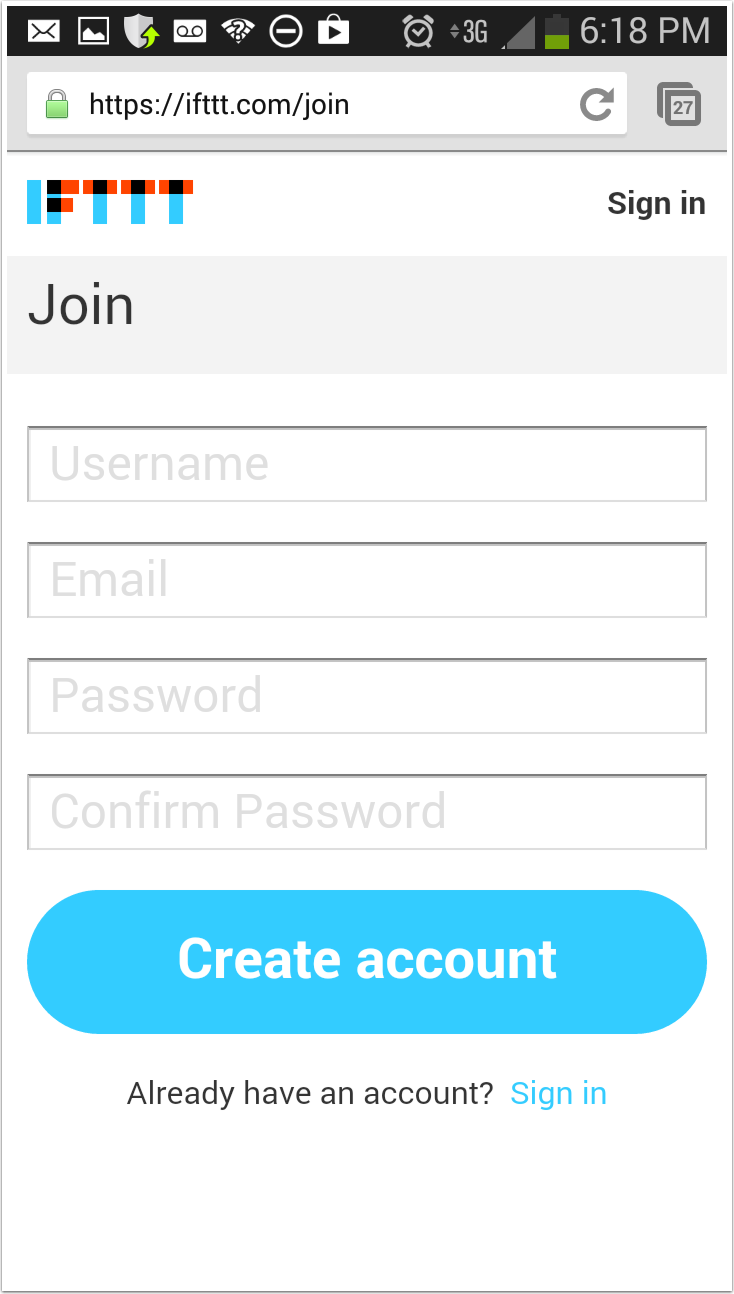 3G 6:18 PM
https://ifttt.com/join 27
IFTTT Sign in
Join
Username
Email
Password
Confirm Password
Create account
Already have an account? Sign in